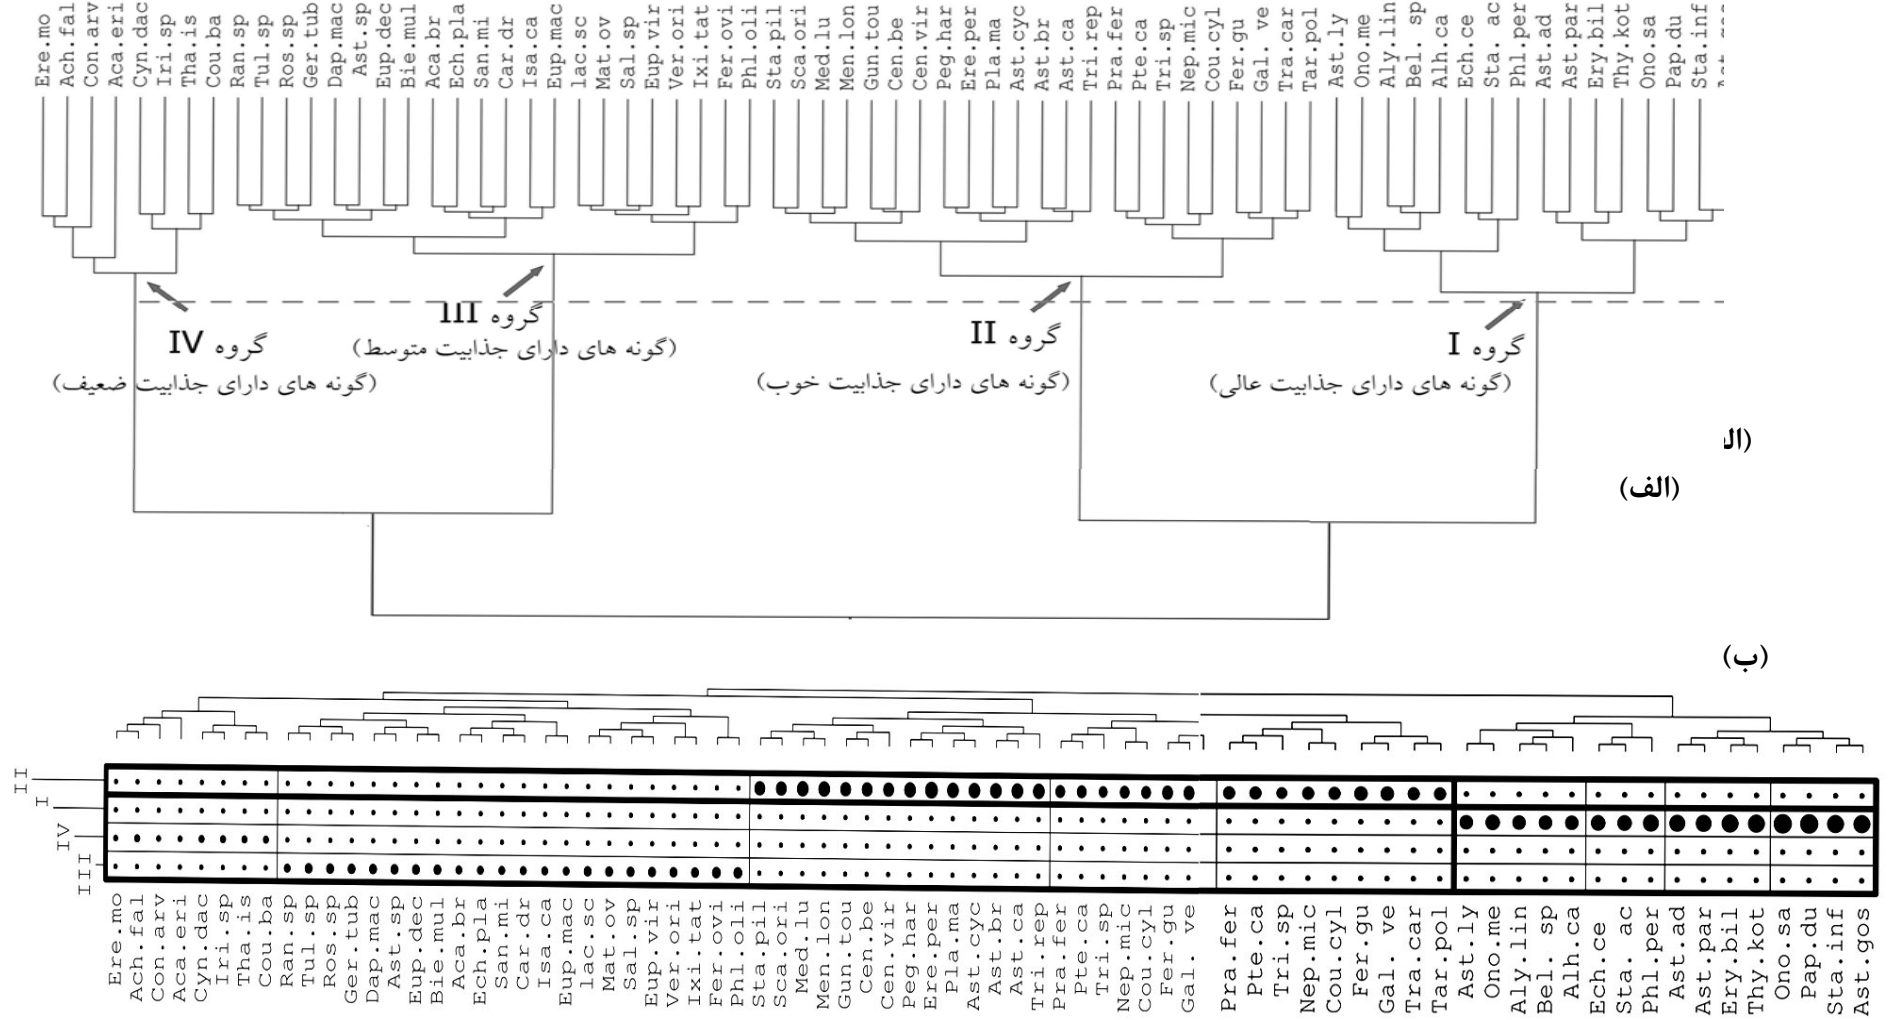 Ere.mo
Ach.fal
Con.arv
Aca.eri
Cyn.dac
Iri.sp
Tha.is
Cou.ba
Ran.sp
Tul.sp
Ros.sp
Ger.tub
Dap.mac
Ast.sp
Eup.dec
Bie.mul
Aca.br
Ech.pla
San.mi
Car.dr
Isa.ca
Eup.mac
lac.sc
Mat.ov
Sal.sp
Eup.vir
Ver.ori
Ixi.tat
Fer.ovi
Phl.oli
Sta.pil
Sca.ori
Med.lu
Men.lon
Gun.tou
Cen.be
Cen.vir
Peg.har
Ere.per
Pla.ma
Ast.cyc
Ast.br
Ast.ca
Tri.rep
Pra.fer
Pte.ca
Tri.sp
Nep.mic
Cou.cyl
Fer.gu
Gal. ve
Tra.car
Tar.pol
Ast.ly
Ono.me
Aly.lin
Bel. sp
Alh.ca
Ech.ce
Sta. ac
Phl.per
Ast.ad
Ast.par
Ery.bil
Thy.kot
Ono.sa
Pap.du
Sta.inf
گروه I
(گونه های دارای جذابیت عالی)
گروه II
(گونه های دارای جذابیت خوب)
گروه III
(گونه های دارای جذابیت متوسط)
گروه IV
(گونه های دارای جذابیت ضعیف)
(ال
(الف)
(ب)
II
I
IV
III
Ere.mo
Ach.fal
Con.arv
Aca.eri
Cyn.dac
Iri.sp
Tha.is
Cou.ba
Ran.sp
Tul.sp
Ros.sp
Ger.tub
Dap.mac
Ast.sp
Eup.dec
Bie.mul
Aca.br
Ech.pla
San.mi
Car.dr
Isa.ca
Eup.mac
lac.sc
Mat.ov
Sal.sp
Eup.vir
Ver.ori
Ixi.tat
Fer.ovi
Phl.oli
Sta.pil
Sca.ori
Med.lu
Men.lon
Gun.tou
Cen.be
Cen.vir
Peg.har
Ere.per
Pla.ma
Ast.cyc
Ast.br
Ast.ca
Tri.rep
Pra.fer
Pte.ca
Tri.sp
Nep.mic
Cou.cyl
Fer.gu
Gal. ve
Pra.fer
Pte.ca
Tri.sp
Nep.mic
Cou.cyl
Fer.gu
Gal. ve
Tra.car
Tar.pol
Ast.ly
Ono.me
Aly.lin
Bel. sp
Alh.ca
Ech.ce
Sta. ac
Phl.per
Ast.ad
Ast.par
Ery.bil
Thy.kot
Ono.sa
Pap.du
Sta.inf
Ast.gos